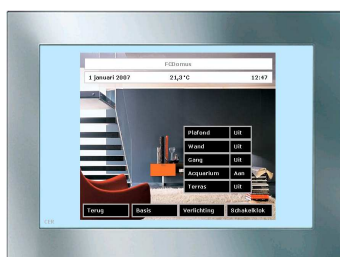 FCDomus
1 januari 2007 21,3°C 12:47
Plafond Uit
Wand Uit
Gang Uit
Acquarium Aan
Terras Uit
Terug Basis Verlichting Schakelklok